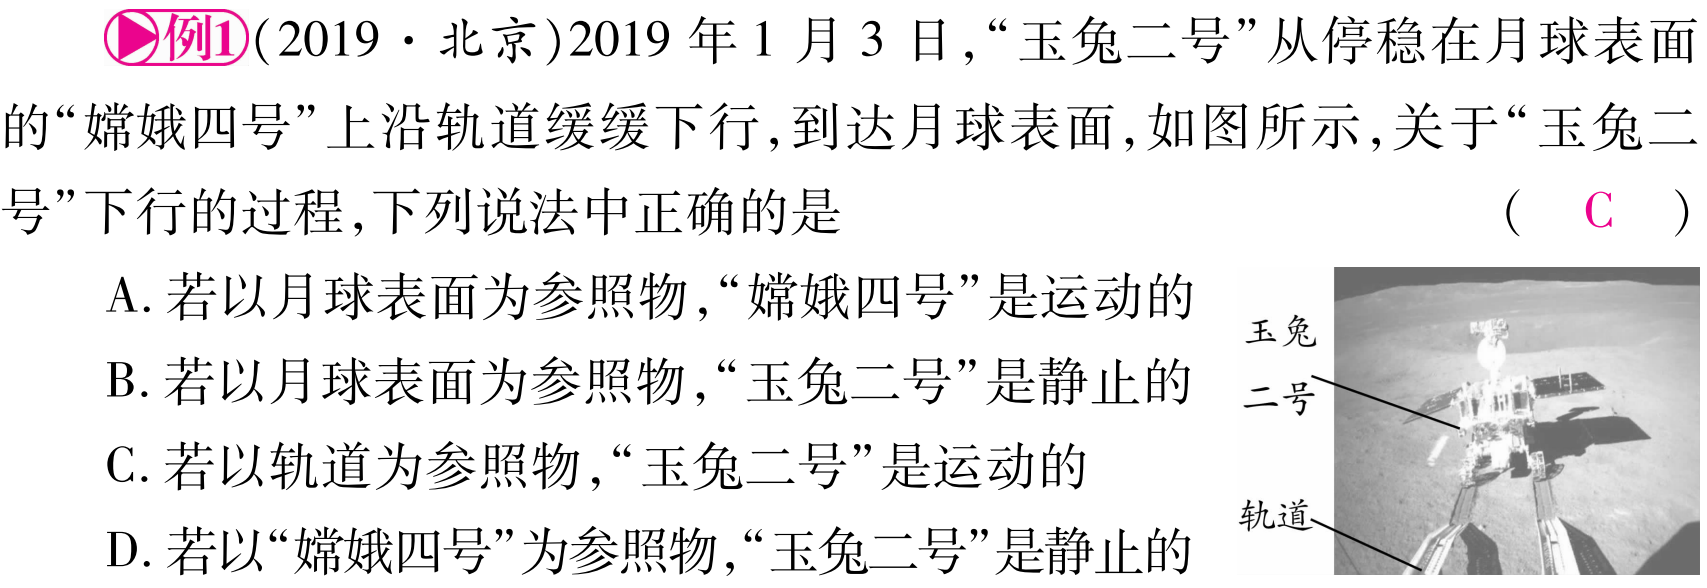 例1(2019·北京)2019年1月3日,“玉兔二号”从停稳在月球表面
的“嫦娥四号”上沿轨道缓缓下行,到达月球表面,如图所示,关于“玉兔二
号”下行的过程,下列说法中正确的是 ( C )
A. 若以月球表面为参照物,“嫦娥四号”是运动的
B. 若以月球表面为参照物,“玉兔二号”是静止的
C. 若以轨道为参照物,“玉兔二号”是运动的
D. 若以“嫦娥四号”为参照物,“玉兔二号”是静止的
玉兔
二号
轨道